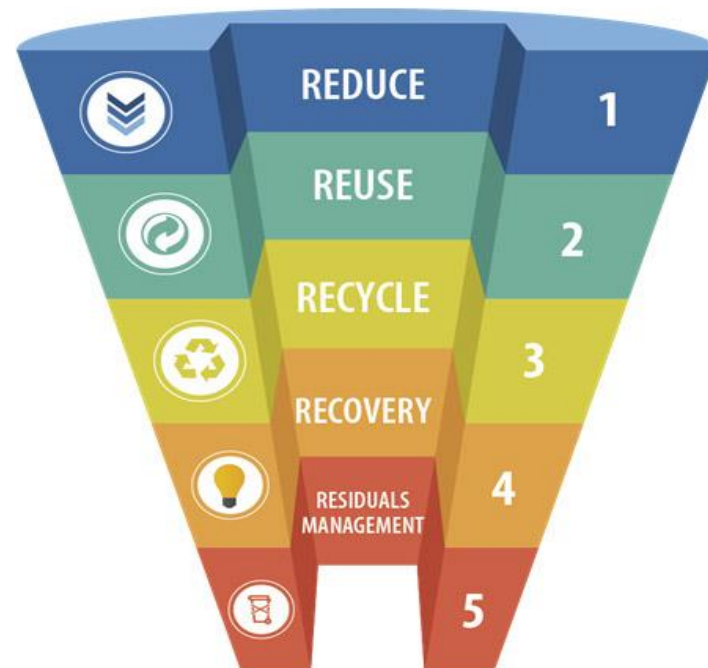 REDUCE
1
REUSE
2
RECYCLE
3
RECOVERY
4
RESIDUALS
MANAGEMENT
5